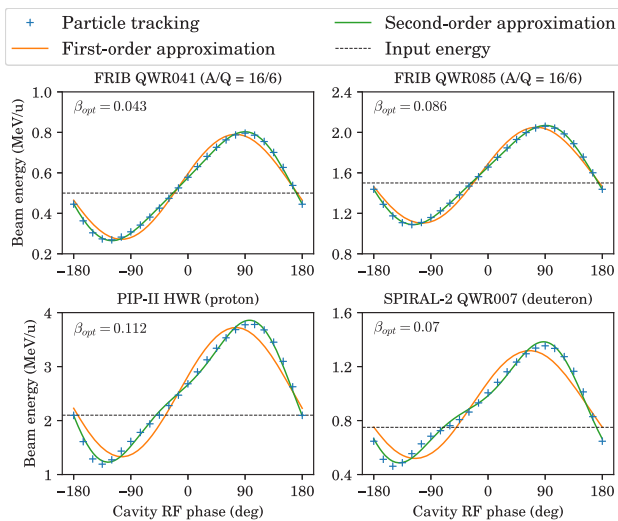 Particle tracking
Second-order approximation
First-order approximation
Input energy
FRIB QWR041 (A/Q = 16/6)
FRIB QWR085 (A/Q = 16/6)
Beam energy (MeV/u)
1.0
0.8
0.6
0.4
0.2
β_opt = 0.043
−180 −90 0 90 180
2.4
2.0
1.6
1.2
0.8
β_opt = 0.086
−180 −90 0 90 180
PIP-II HWR (proton)
SPIRAL-2 QWR007 (deuteron)
Beam energy (MeV/u)
4
3
2
1
β_opt = 0.112
−180 −90 0 90 180
Cavity RF phase (deg)
1.6
1.2
0.8
0.4
β_opt = 0.07
−180 −90 0 90 180
Cavity RF phase (deg)